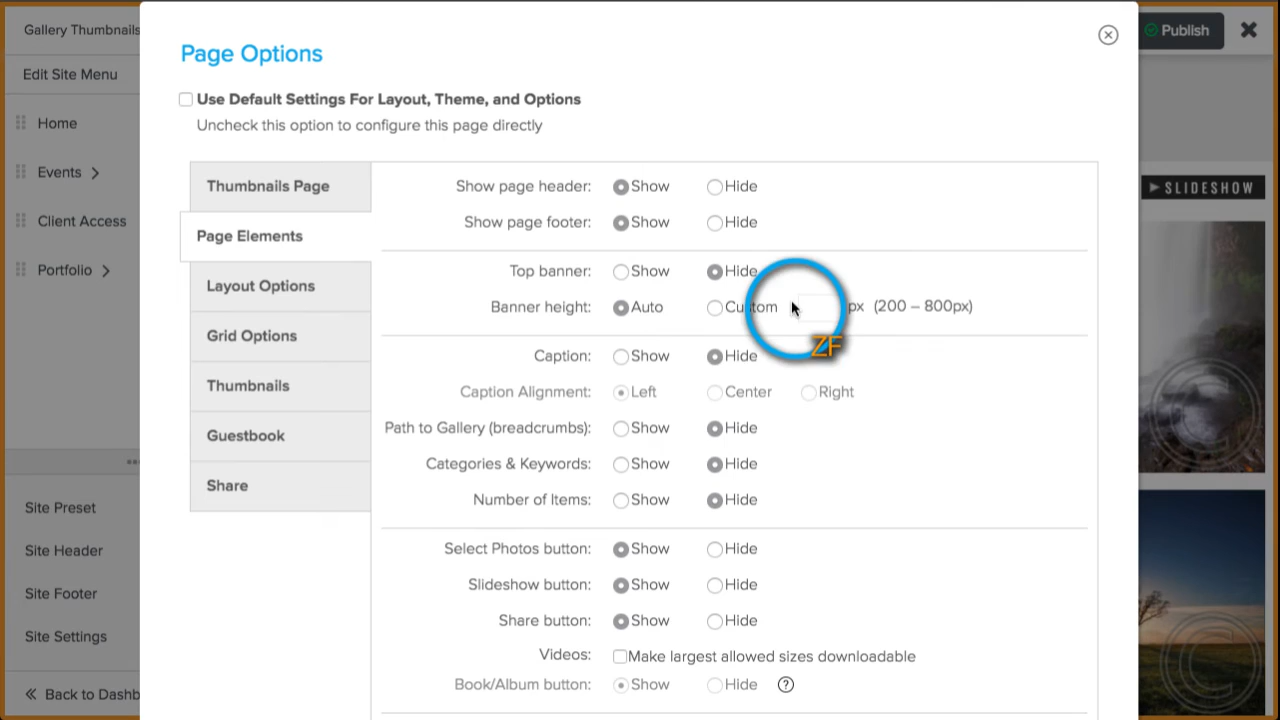 Gallery Thumbnails
Publish
Edit Site Menu
Home
Events
Client Access
Portfolio
Site Preset
Site Header
Site Footer
Site Settings
Back to Dashb
Page Options
Use Default Settings For Layout, Theme, and Options
Uncheck this option to configure this page directly
Thumbnails Page
Page Elements
Layout Options
Grid Options
Thumbnails
Guestbook
Share
Show page header: Show Hide
Show page footer: Show Hide
Top banner: Show Hide
Banner height: Auto Custom px (200 – 800px)
ZF
Caption: Show Hide
Caption Alignment: Left Center Right
Path to Gallery (breadcrumbs): Show Hide
Categories & Keywords: Show Hide
Number of Items: Show Hide
Select Photos button: Show Hide
Slideshow button: Show Hide
Share button: Show Hide
Videos: Make largest allowed sizes downloadable
Book/Album button: Show Hide ?
SLIDESHOW
©
©